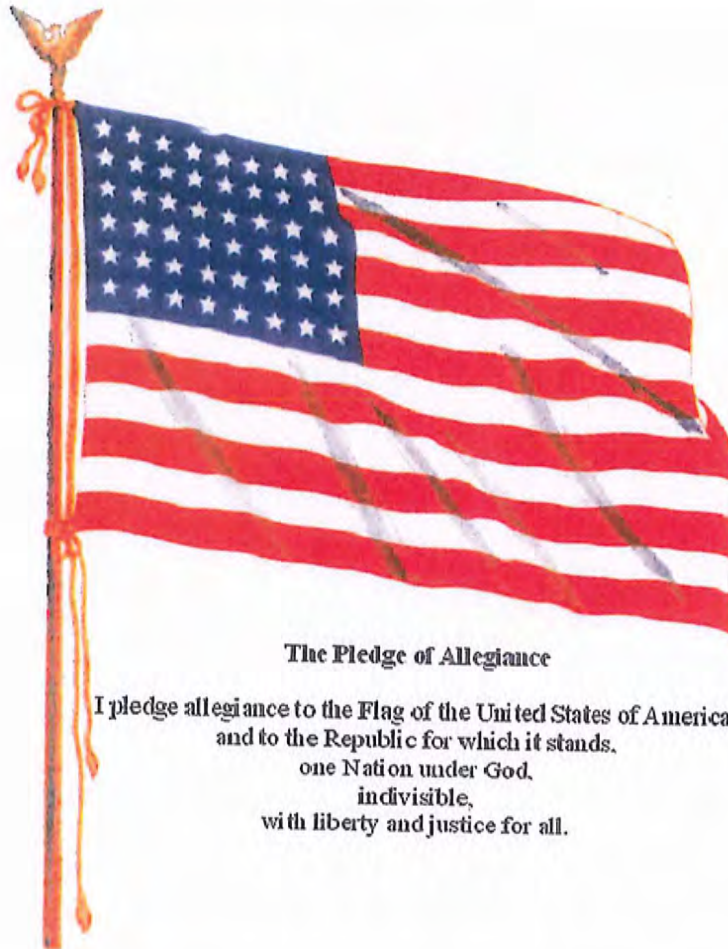 The Pledge of Allegiance
I pledge allegiance to the Flag of the United States of America
and to the Republic for which it stands.
one Nation under God,
indivisible,
with liberty and justice for all.